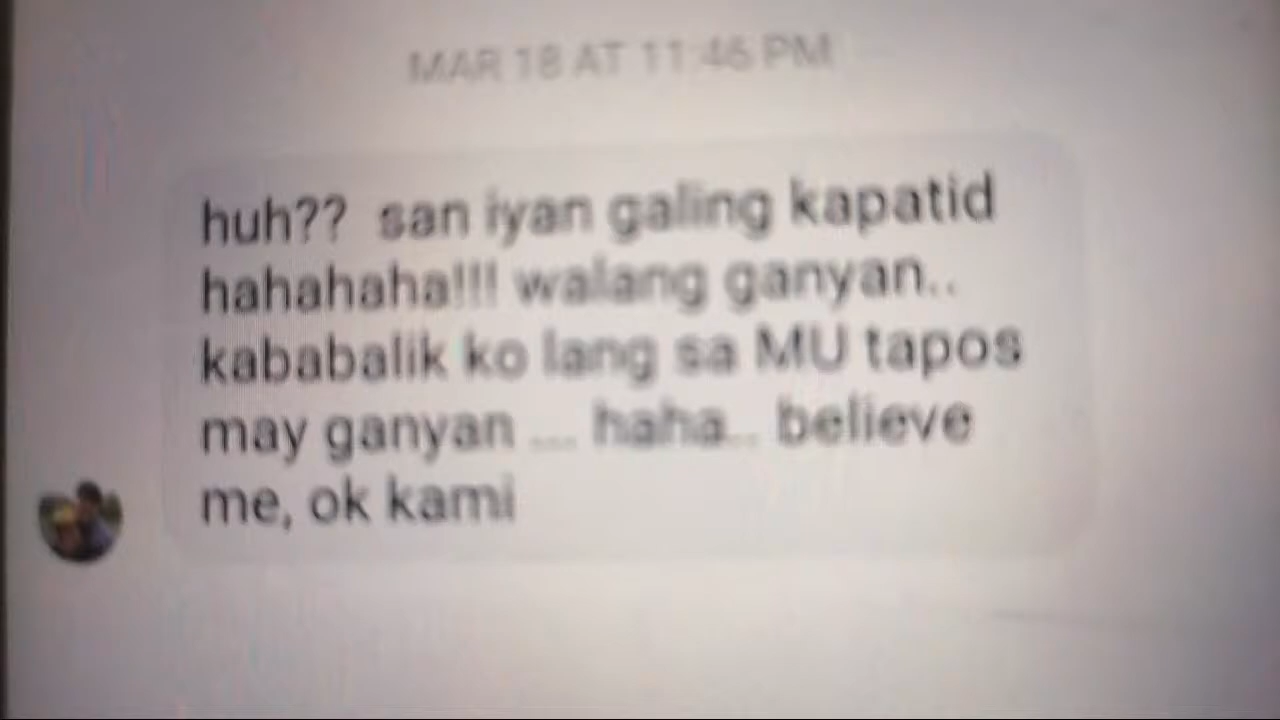 MAR 18 AT 11:46 PM
huh?? san iyan galing kapatid
hahahaha!!! walang ganyan..
kababalik ko lang sa MU tapos
may ganyan ... haha.. believe
me, ok kami